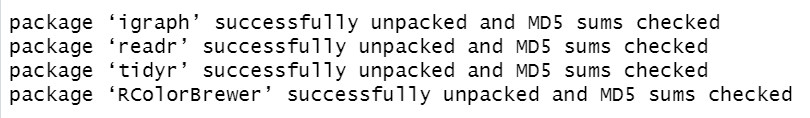 package ‘igraph’ successfully unpacked and MD5 sums checked
package ‘readr’ successfully unpacked and MD5 sums checked
package ‘tidyr’ successfully unpacked and MD5 sums checked
package ‘RColorBrewer’ successfully unpacked and MD5 sums checked